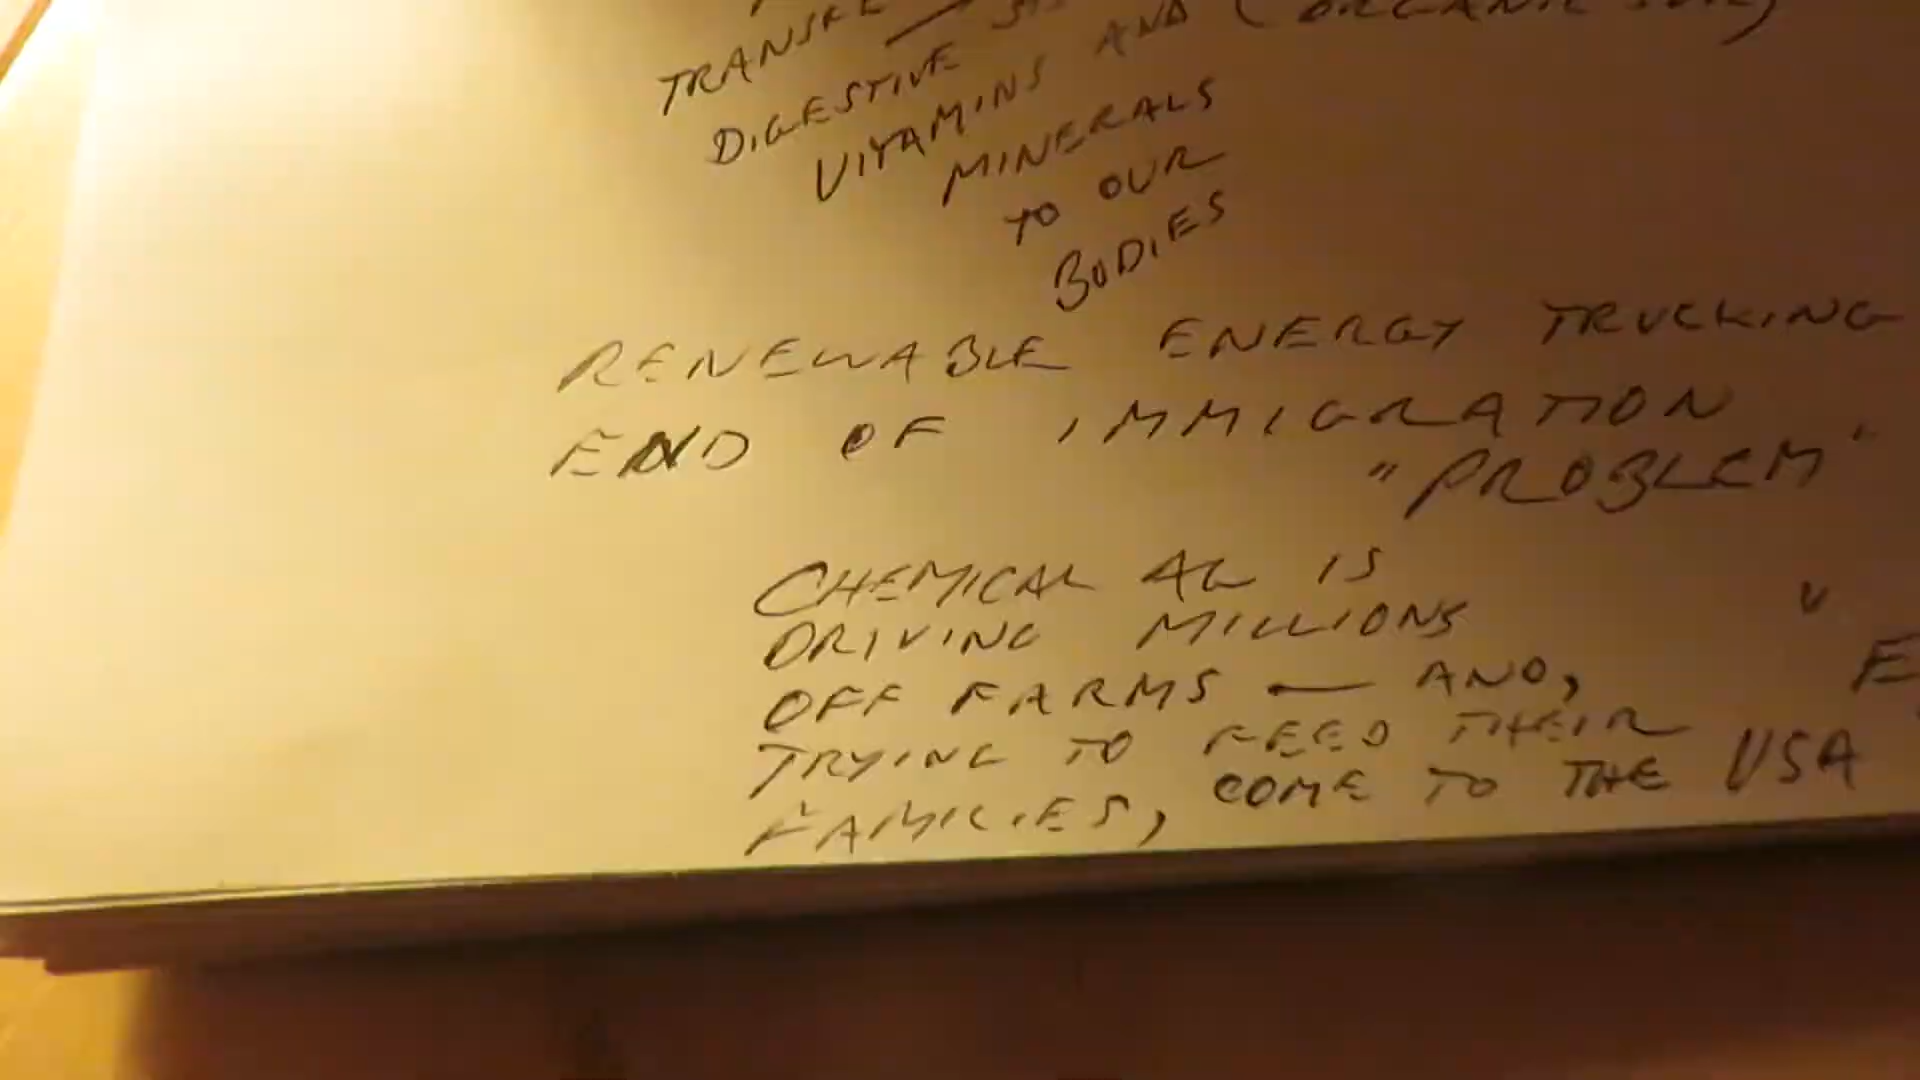 DIGESTIVE
VITAMINS AND (ORGANIC
MINERALS
TO OUR
BODIES
RENEWABLE ENERGY TRUCKING
END OF IMMIGRATION
"PROBLEM"
CHEMICAL AG IS
DRIVING MILLIONS
OFF FARMS — AND,
TRYING TO FEED THEIR
FAMILIES, COME TO THE USA